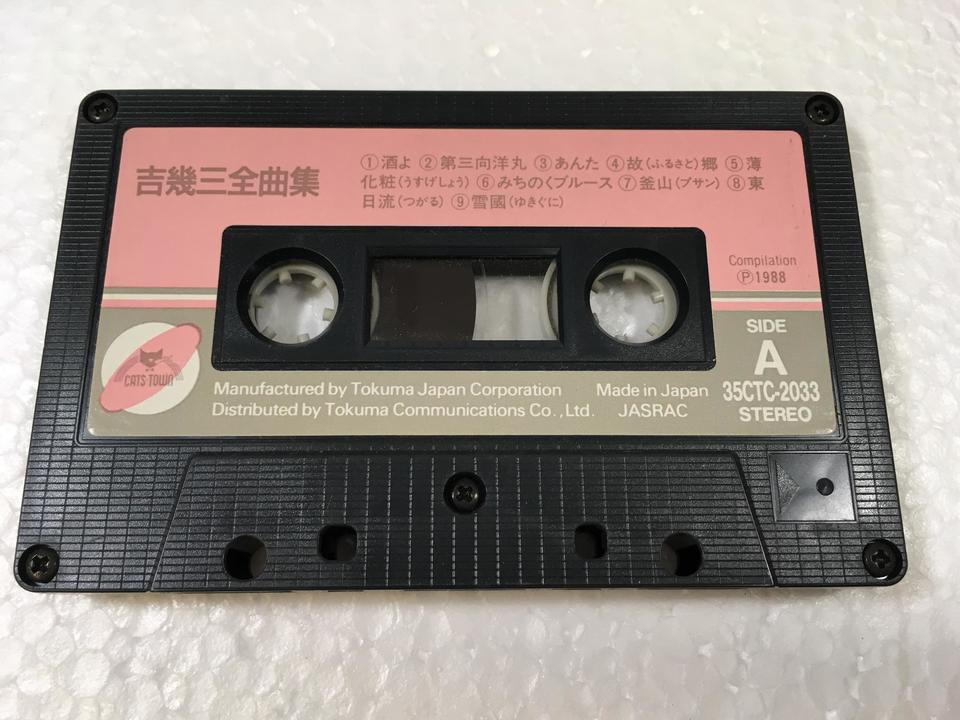 吉幾三全曲集
①酒よ ②第三向洋丸 ③あんた ④故(ふるさと)郷 ⑤薄
化粧(うすげしょう) ⑥みちのくブルース ⑦釜山(プサン) ⑧東
日流(つがる) ⑨雪國(ゆきぐに)
Compilation
Ⓟ1988
SIDE
A
35CTC-2033
STEREO
CATS TOWN
Manufactured by Tokuma Japan Corporation
Distributed by Tokuma Communications Co., Ltd.
Made in Japan
JASRAC